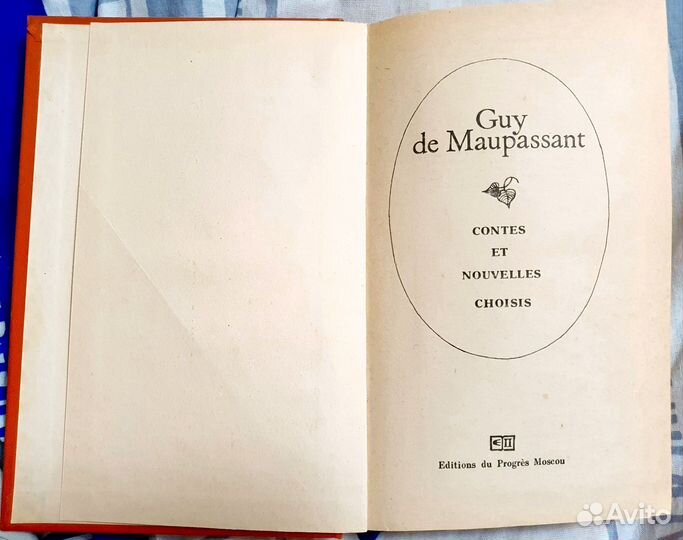 Guy
de Maupassant
CONTES
ET
NOUVELLES
CHOISIS
Editions du Progrès Moscou
Avito